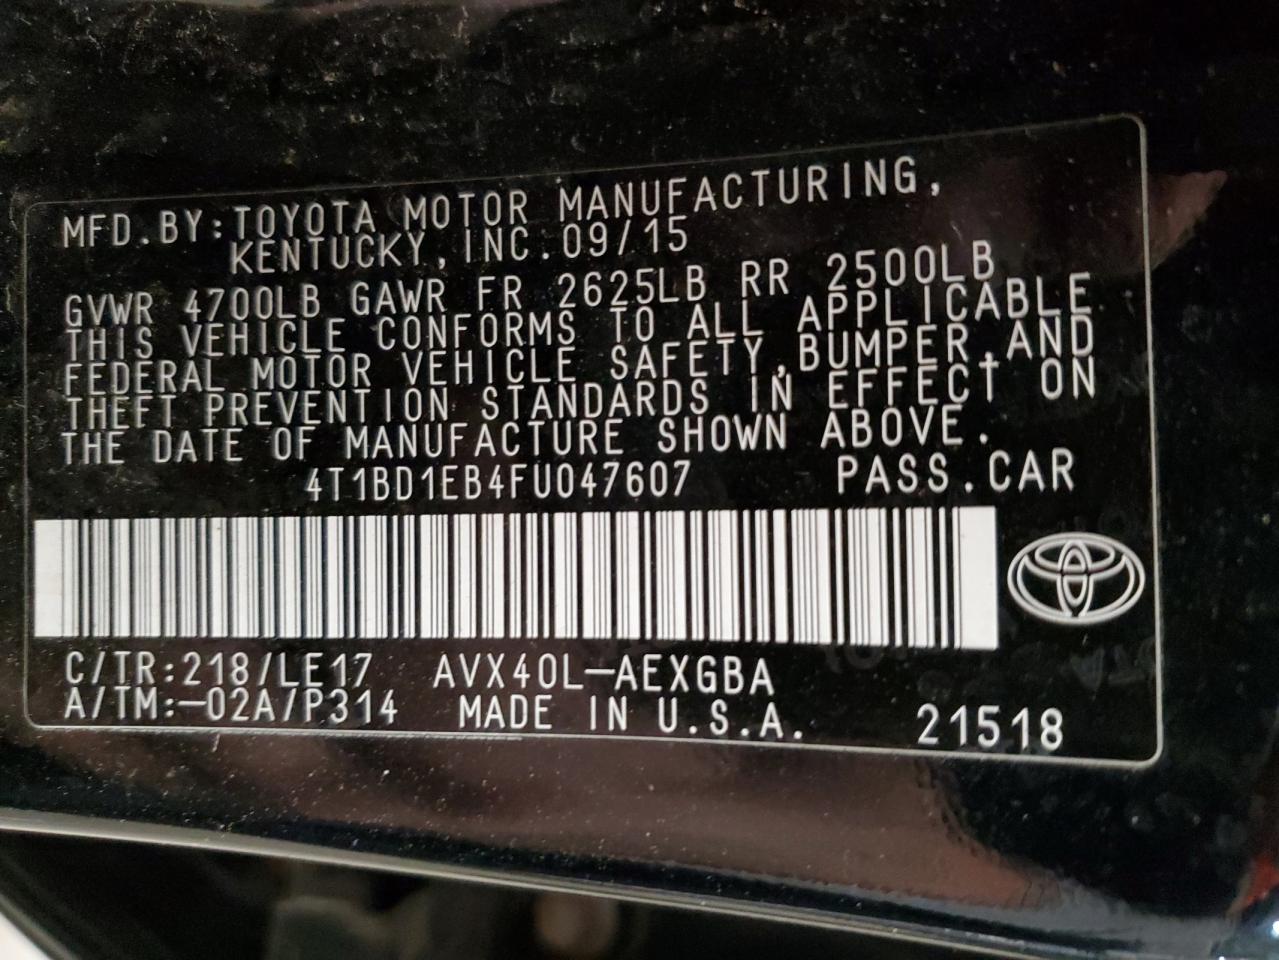 MFD.BY:TOYOTA MOTOR MANUFACTURING,
KENTUCKY, INC. 09/15
GVWR 4700LB GAWR FR 2625LB RR 2500LB
THIS VEHICLE CONFORMS TO ALL APPLICABLE
FEDERAL MOTOR VEHICLE SAFETY,BUMPER,AND
THEFT PREVENTION STANDARDS IN EFFECT ON
THE DATE OF MANUFACTURE SHOWN ABOVE.
4T1BD1EB4FU047607 PASS.CAR
C/TR:218/LE17 AVX40L-AEXGBA
A/TM:-02A/P314 MADE IN U.S.A. 21518